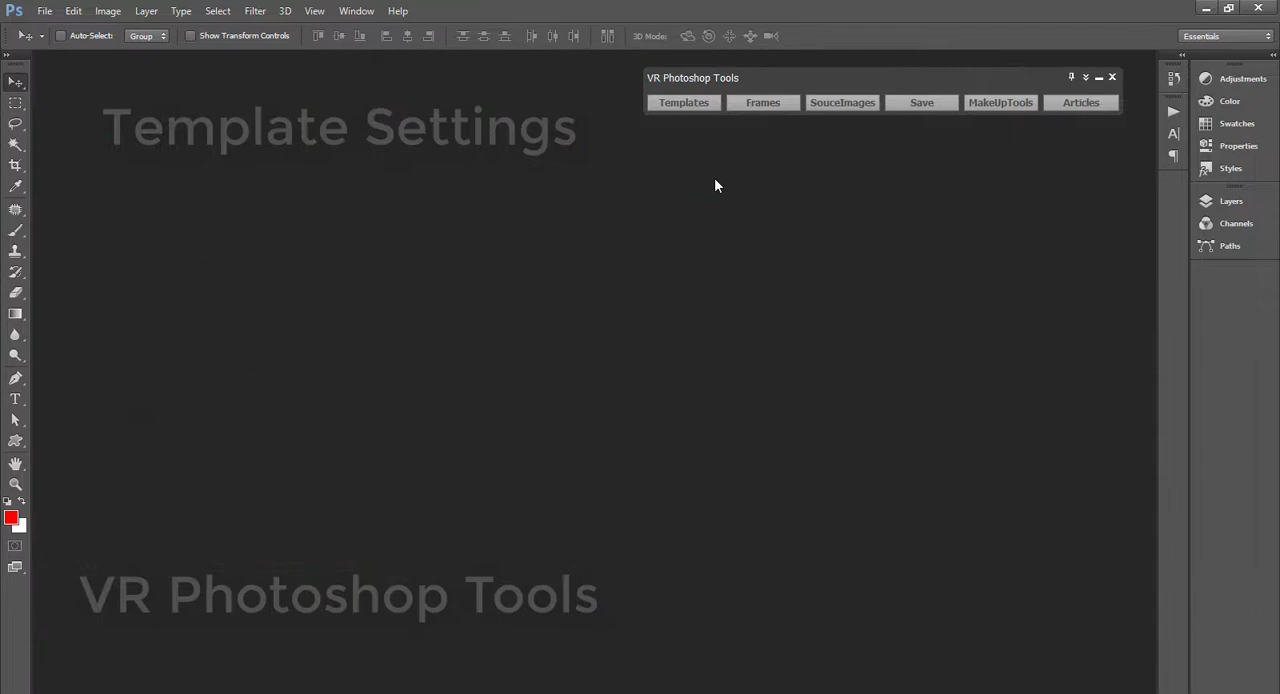 Ps File Edit Image Layer Type Select Filter 3D View Window Help
Auto-Select: Group Show Transform Controls 3D Mode: Essentials
VR Photoshop Tools
Templates Frames SouceImages Save MakeUpTools Articles
Template Settings
Adjustments
Color
Swatches
Properties
Styles
Layers
Channels
Paths
VR Photoshop Tools